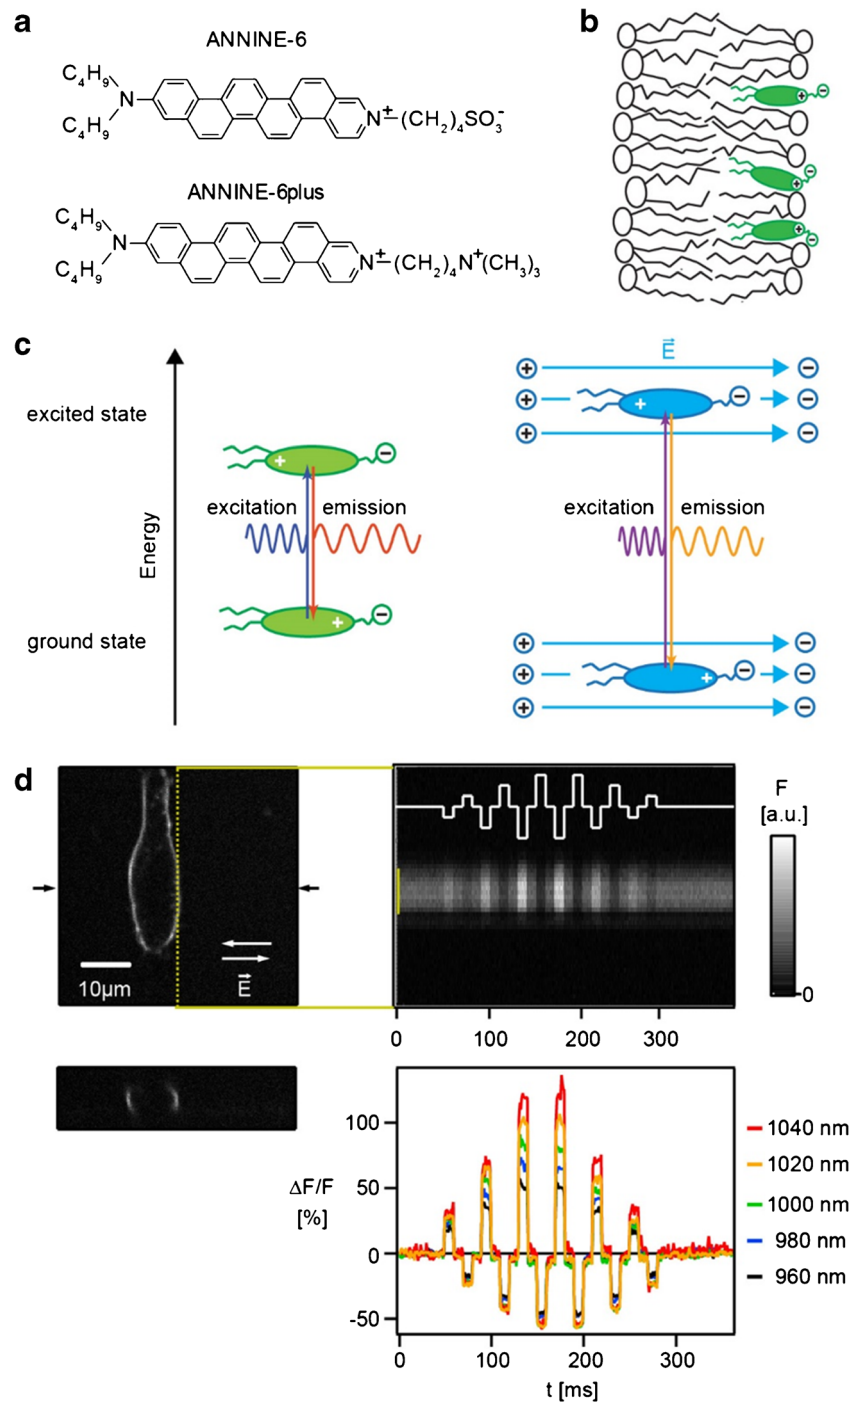 a
ANNINE-6
C4H9
N
C4H9
N+–(CH2)4SO3-
ANNINE-6plus
C4H9
N
C4H9
N+–(CH2)4N+(CH3)3
b
+ -
+ -
+ -
c
Energy
excited state
ground state
+ -
excitation emission
+ -
E
+ -
+ + -  -
+ -
excitation emission
+ -
+ + - -
+ -
d
10µm
E
F
[a.u.]
0
0 100 200 300
ΔF/F
[%]
100
50
0
-50
0 100 200 300
t [ms]
1040 nm
1020 nm
1000 nm
980 nm
960 nm